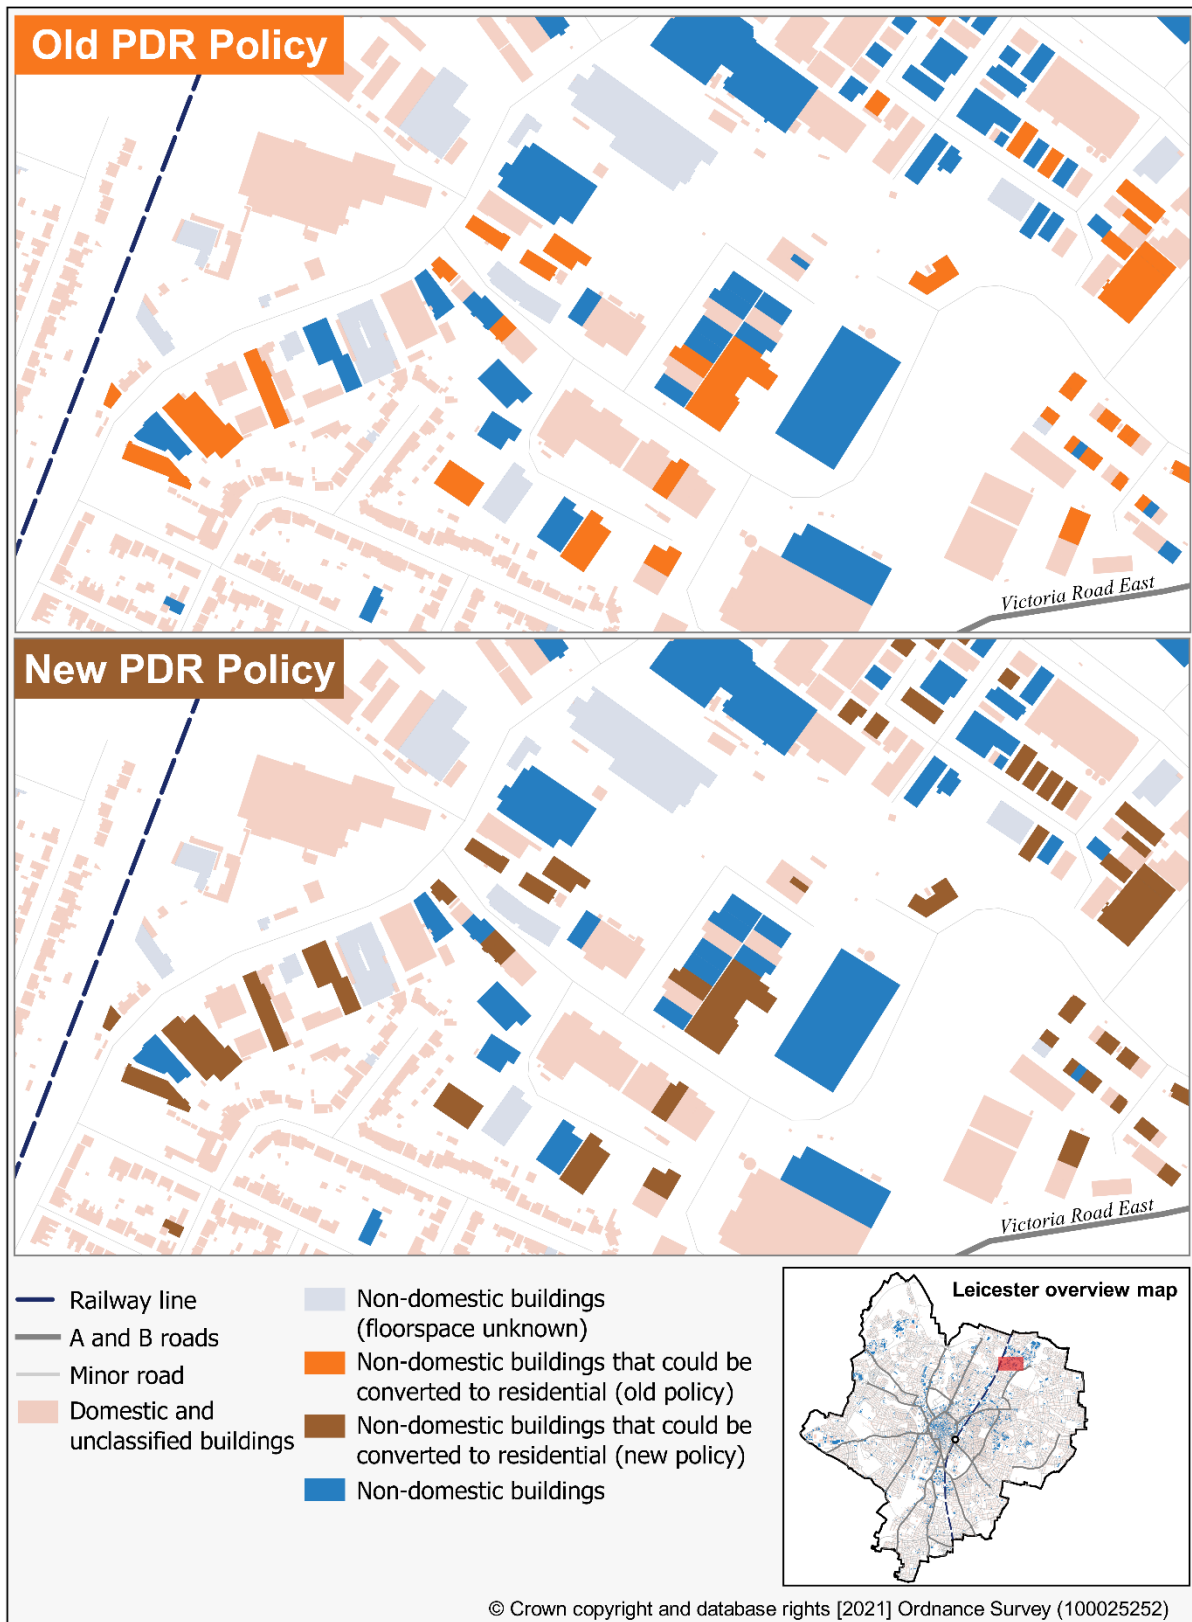 Old PDR Policy
Victoria Road East
New PDR Policy
Victoria Road East
Railway line
A and B roads
Minor road
Domestic and
unclassified buildings
Non-domestic buildings
(floorspace unknown)
Non-domestic buildings that could be
converted to residential (old policy)
Non-domestic buildings that could be
converted to residential (new policy)
Non-domestic buildings
Leicester overview map
© Crown copyright and database rights [2021] Ordnance Survey (100025252)